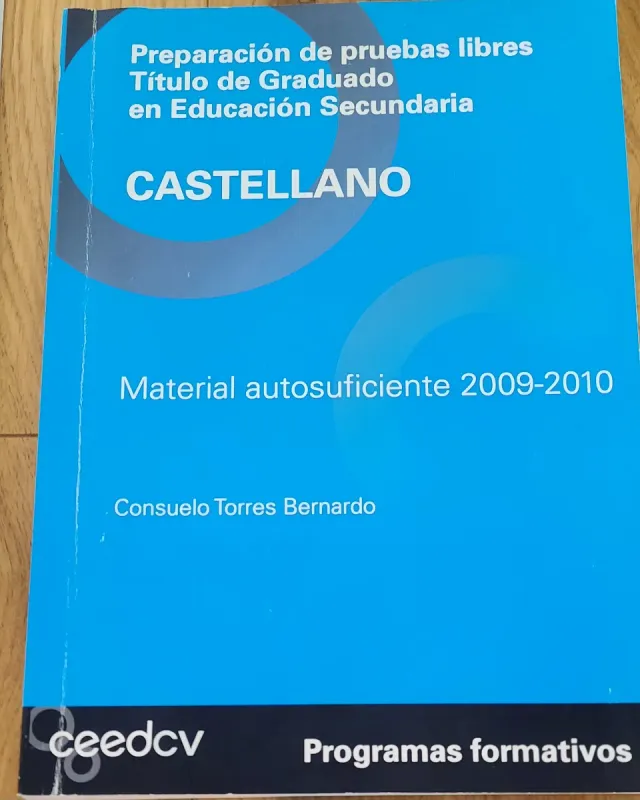 Preparación de pruebas libres
Título de Graduado
en Educación Secundaria
CASTELLANO
Material autosuficiente 2009-2010
Consuelo Torres Bernardo
ceedcv
Programas formativos